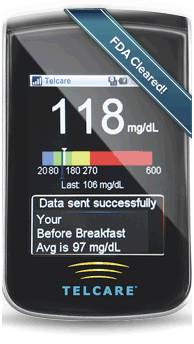 FDA Cleared!
Telcare
118 mg/dL
20 80 180 270 600
Last: 106 mg/dL
Data sent successfully
Your
Before Breakfast
Avg is 97 mg/dL
TELCARE®